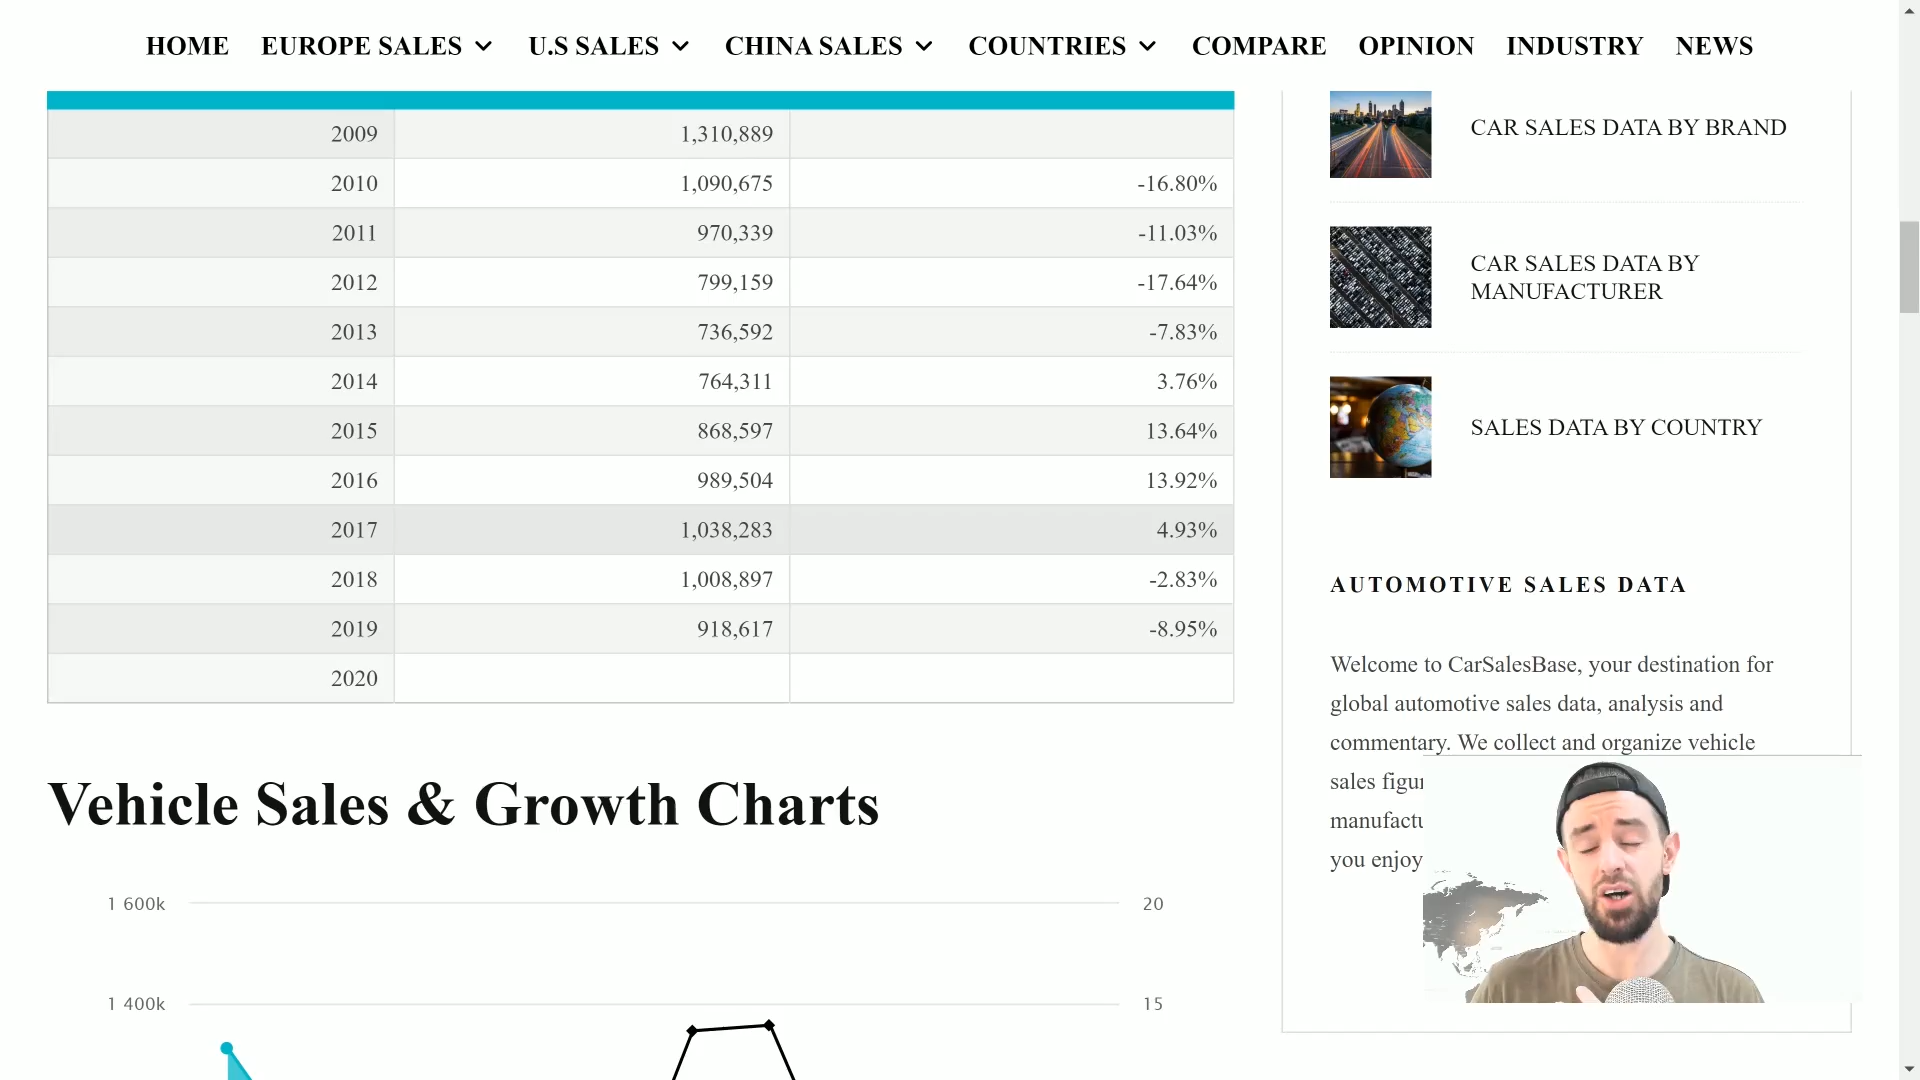 HOME EUROPE SALES U.S SALES CHINA SALES COUNTRIES COMPARE OPINION INDUSTRY NEWS
2009 1,310,889
2010 1,090,675 -16.80%
2011 970,339 -11.03%
2012 799,159 -17.64%
2013 736,592 -7.83%
2014 764,311 3.76%
2015 868,597 13.64%
2016 989,504 13.92%
2017 1,038,283 4.93%
2018 1,008,897 -2.83%
2019 918,617 -8.95%
2020
Vehicle Sales & Growth Charts
1 600k 20
1 400k 15
CAR SALES DATA BY BRAND
CAR SALES DATA BY
MANUFACTURER
SALES DATA BY COUNTRY
AUTOMOTIVE SALES DATA
Welcome to CarSalesBase, your destination for
global automotive sales data, analysis and
commentary. We collect and organize vehicle
sales
you enjoy